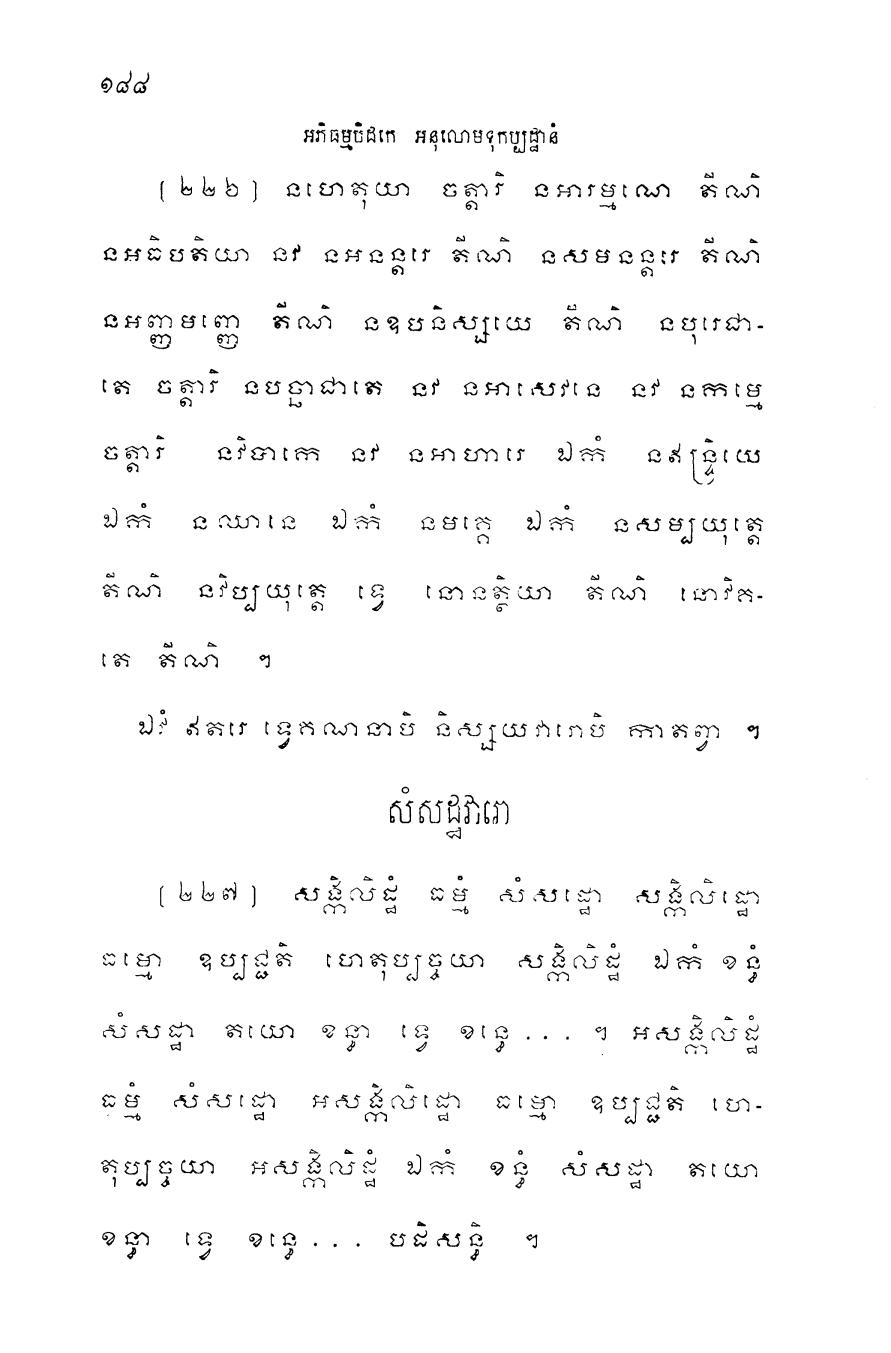 ១៨៨
អភិធម្មបិដកេ អនុលោមទុកប្បដ្ឋានំ
(២២៦) នហេតុយា ចត្តារិ នអារម្មណេ តីណិ
នអធិបតិយា នវ នអនន្តរេ តីណិ នសមនន្តរេ តីណិ
នអញ្ញាមញ្ញេ តីណិ នឧបនិស្សយេ តីណិ នបុរេជា-
តេ ចត្តារិ នបច្ឆាជាតេ នវ នអាសេវនេ នវ នកម្មេ
ចត្តារិ នវិបាកេ នវ នអាហារេ ឯកំ នឥន្ទ្រិយេ
ឯកំ នឈានេ ឯកំ នមគ្គេ ឯកំ នសម្បយុត្តេ
តីណិ នវិប្បយុត្តេ ទ្វេ នោនត្ថិយា តីណិ នោវិគ-
តេ តីណិ ។
ឯវំ ឥតរេ ទ្វេគណនាបិ និស្សយវារោបិ កាតព្វា ។
សំសដ្ឋវារោ
(២២៧) សង្កិលិដ្ឋំ ធម្មំ សំសដ្ឋោ សង្កិលិដ្ឋោ
ធម្មោ ឧប្បជ្ជតិ ហេតុប្បច្ចយា សង្កិលិដ្ឋំ ឯកំ ខន្ធំ
សំសដ្ឋា តយោ ខន្ធា ទ្វេ ខន្ធេ... ។ អសង្កិលិដ្ឋំ
ធម្មំ សំសដ្ឋោ អសង្កិលិដ្ឋោ ធម្មោ ឧប្បជ្ជតិ ហេ-
តុប្បច្ចយា អសង្កិលិដ្ឋំ ឯកំ ខន្ធំ សំសដ្ឋា តយោ
ខន្ធា ទ្វេ ខន្ធេ... បដិសន្ធិ ។